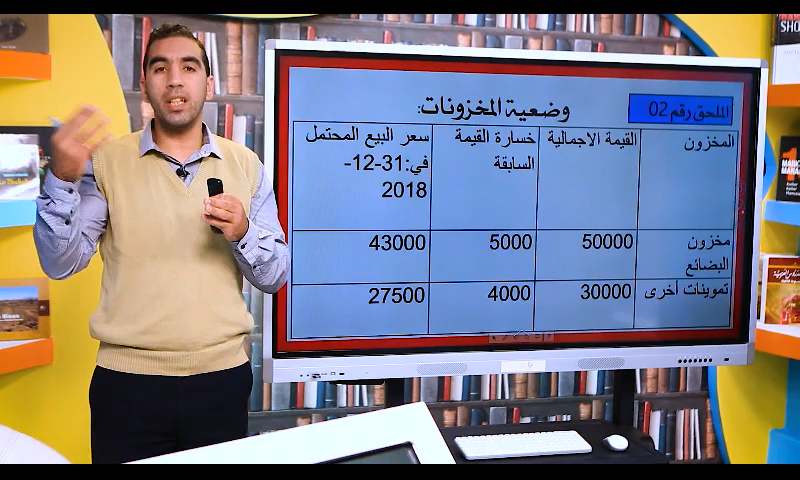 الملحق رقم 02
وضعية المخزونات:
المخزون القيمة الاجمالية خسارة القيمة السابقة سعر البيع المحتمل في:31-12-2018
مخزون البضائع 50000 5000 43000
تموينات أخرى 30000 4000 27500